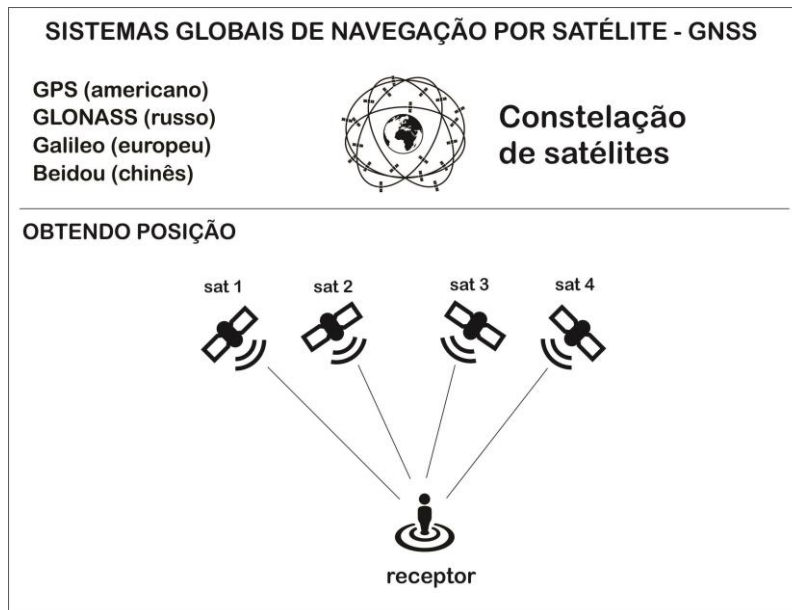 SISTEMAS GLOBAIS DE NAVEGAÇÃO POR SATÉLITE - GNSS
GPS (americano)
GLONASS (russo)
Galileo (europeu)
Beidou (chinês)
Constelação
de satélites
OBTENDO POSIÇÃO
sat 1 sat 2 sat 3 sat 4
receptor